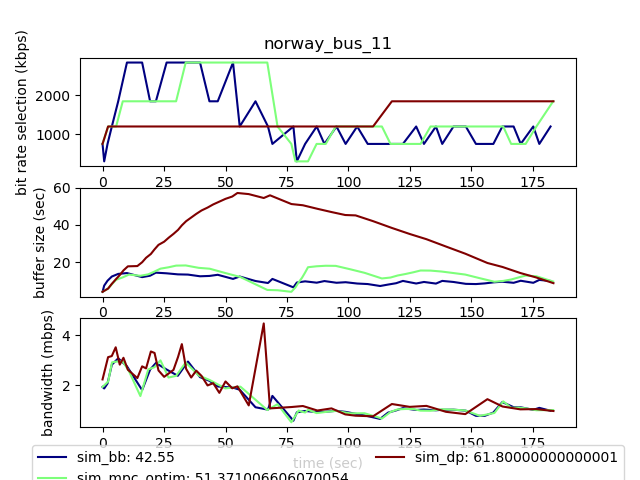 norway_bus_11
bit rate selection (kbps)
2000
1000
0 25 50 75 100 125 150 175
buffer size (sec)
60
40
20
0 25 50 75 100 125 150 175
bandwidth (mbps)
4
2
0 25 50 75 100 125 150 175
time (sec)
sim_bb: 42.55
sim_dp: 61.80000000000001
sim_mpc_optim: 51.371006606070054